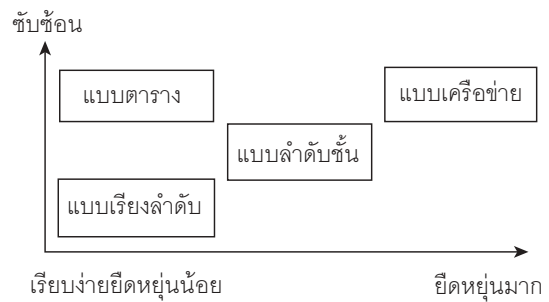 ซับซ้อน
แบบตาราง
แบบเครือข่าย
แบบลำดับชั้น
แบบเรียงลำดับ
เรียบง่ายยืดหยุ่นน้อย
ยืดหยุ่นมาก